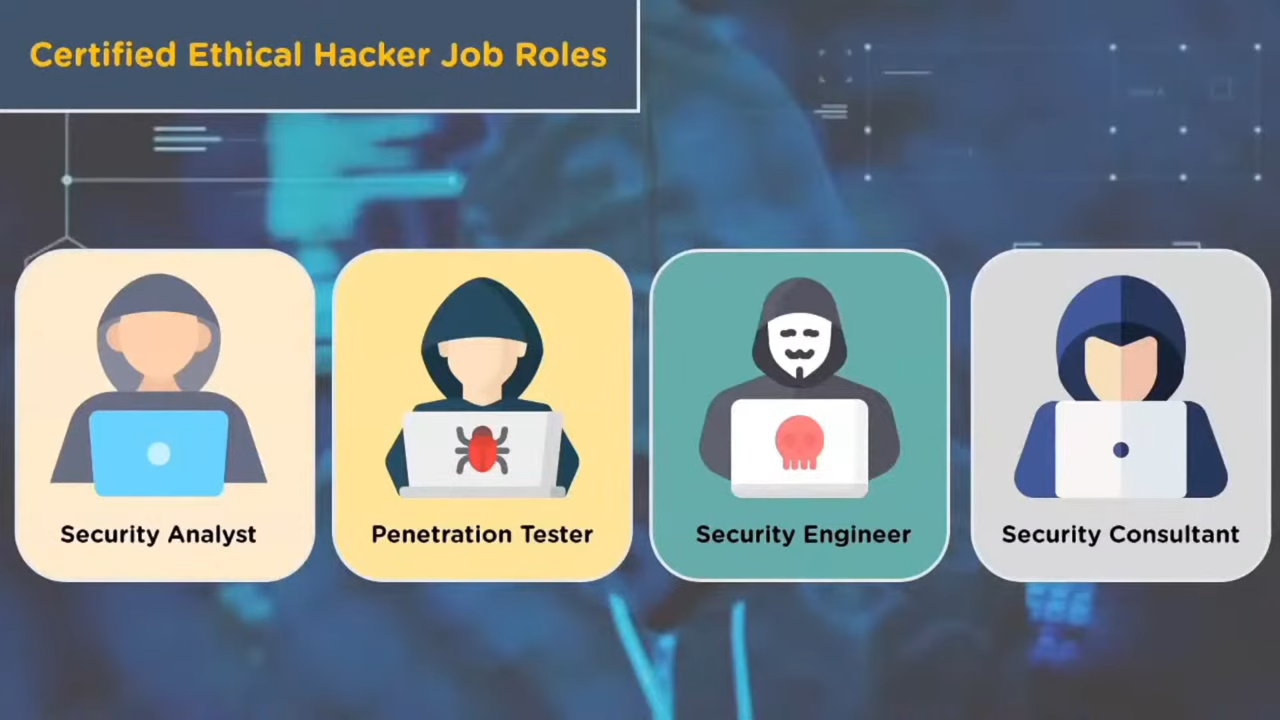 Certified Ethical Hacker Job Roles
Security Analyst
Penetration Tester
Security Engineer
Security Consultant